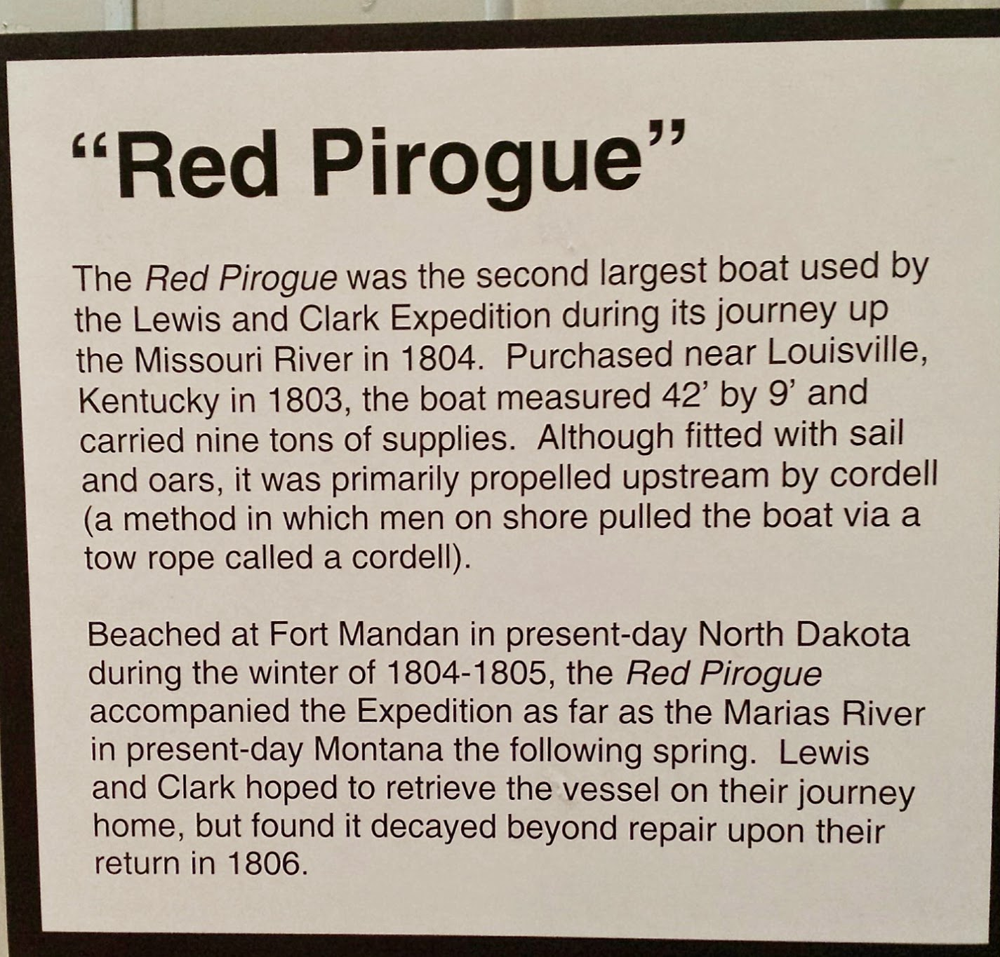 “Red Pirogue”
The Red Pirogue was the second largest boat used by
the Lewis and Clark Expedition during its journey up
the Missouri River in 1804.  Purchased near Louisville,
Kentucky in 1803, the boat measured 42’ by 9’ and
carried nine tons of supplies.  Although fitted with sail
and oars, it was primarily propelled upstream by cordell
(a method in which men on shore pulled the boat via a
tow rope called a cordell).
Beached at Fort Mandan in present-day North Dakota
during the winter of 1804-1805, the Red Pirogue
accompanied the Expedition as far as the Marias River
in present-day Montana the following spring.  Lewis
and Clark hoped to retrieve the vessel on their journey
home, but found it decayed beyond repair upon their
return in 1806.